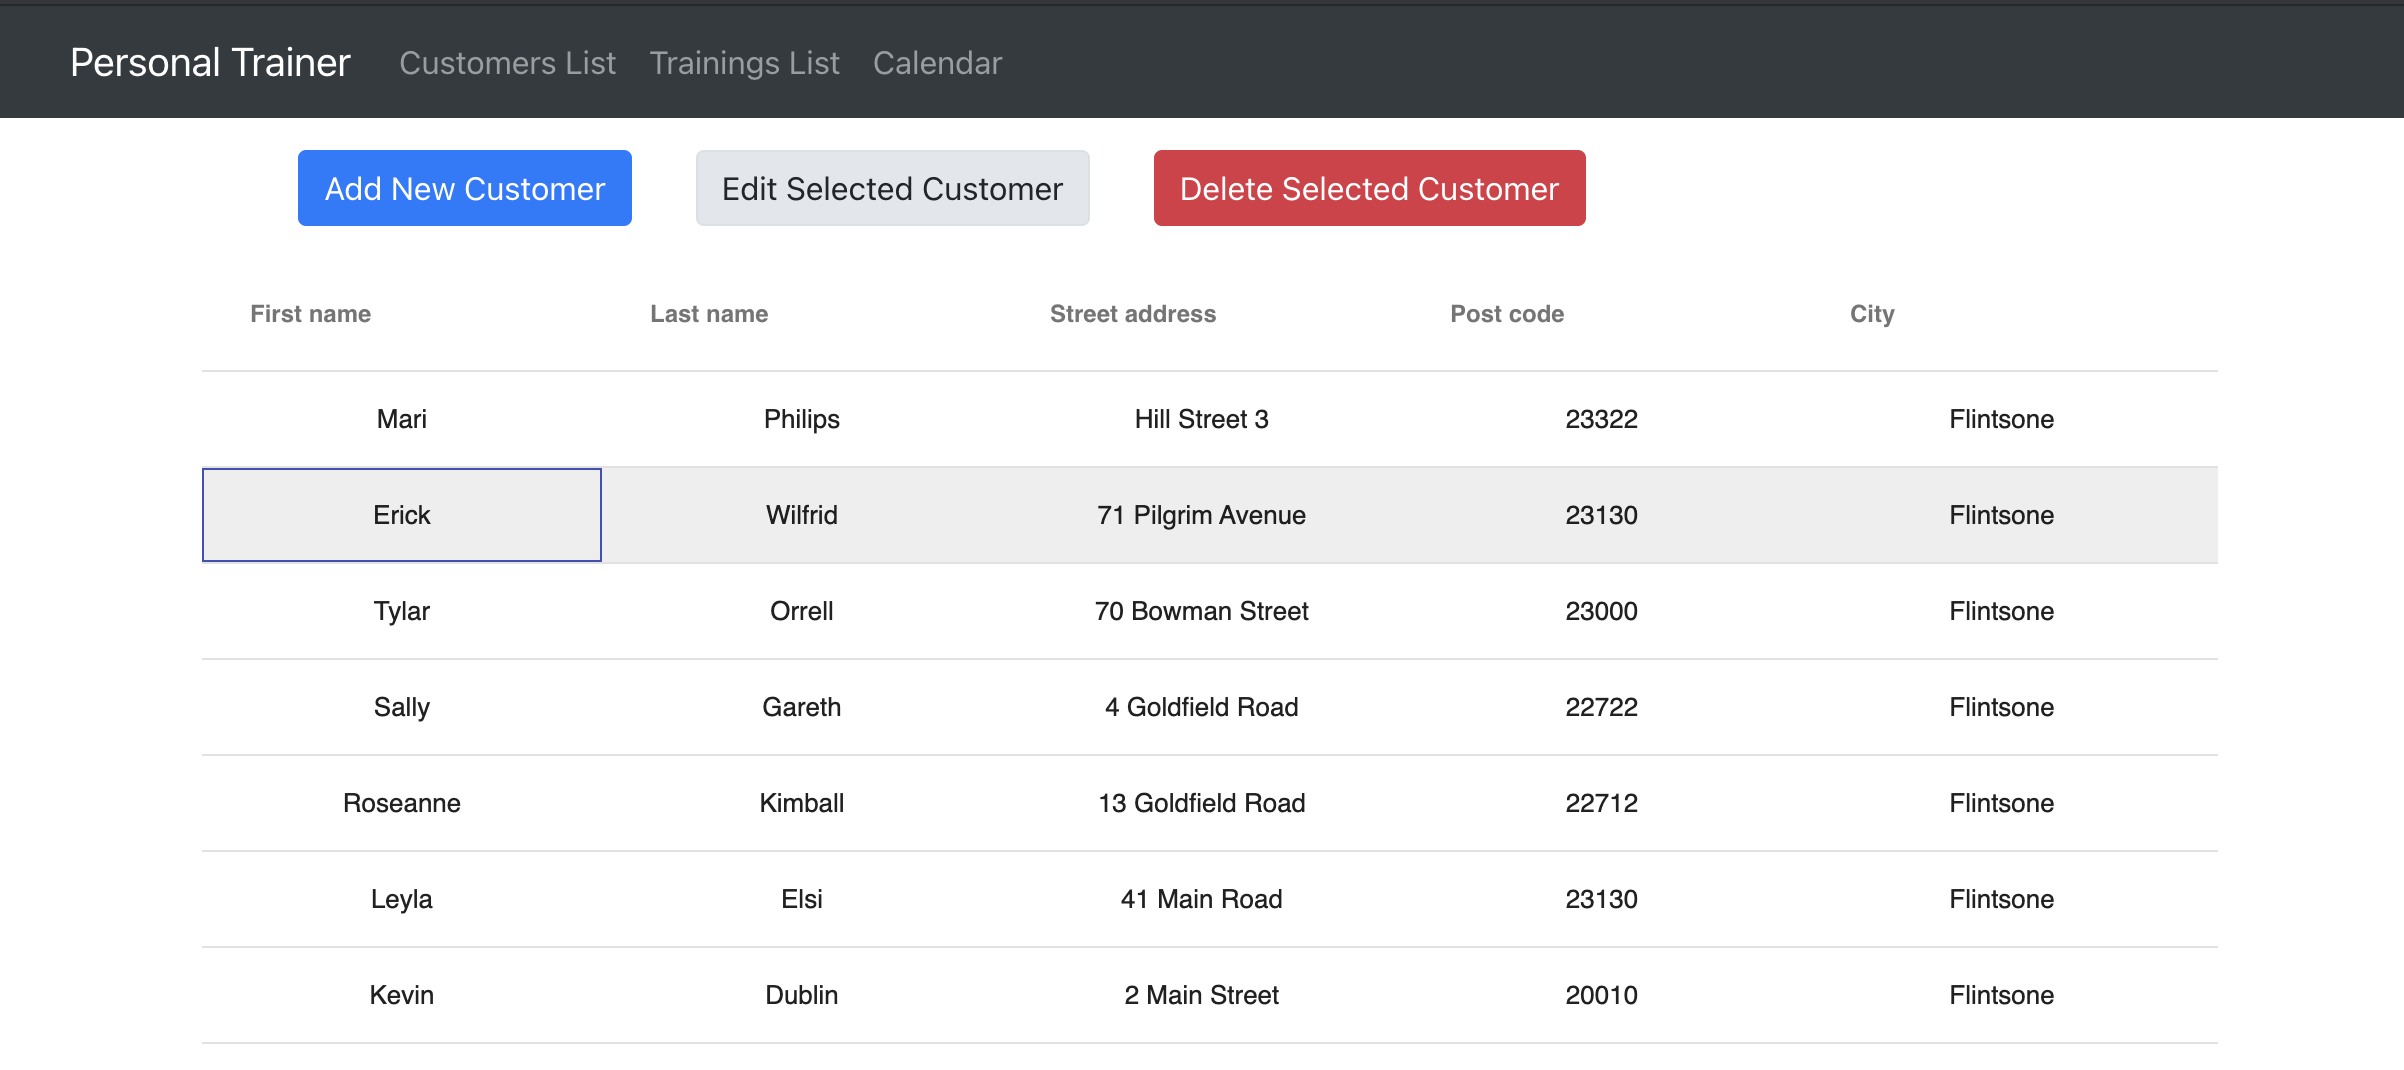 Personal Trainer Customers List Trainings List Calendar
Add New Customer Edit Selected Customer Delete Selected Customer
First name Last name Street address Post code City
Mari Philips Hill Street 3 23322 Flintsone
Erick Wilfrid 71 Pilgrim Avenue 23130 Flintsone
Tylar Orrell 70 Bowman Street 23000 Flintsone
Sally Gareth 4 Goldfield Road 22722 Flintsone
Roseanne Kimball 13 Goldfield Road 22712 Flintsone
Leyla Elsi 41 Main Road 23130 Flintsone
Kevin Dublin 2 Main Street 20010 Flintsone